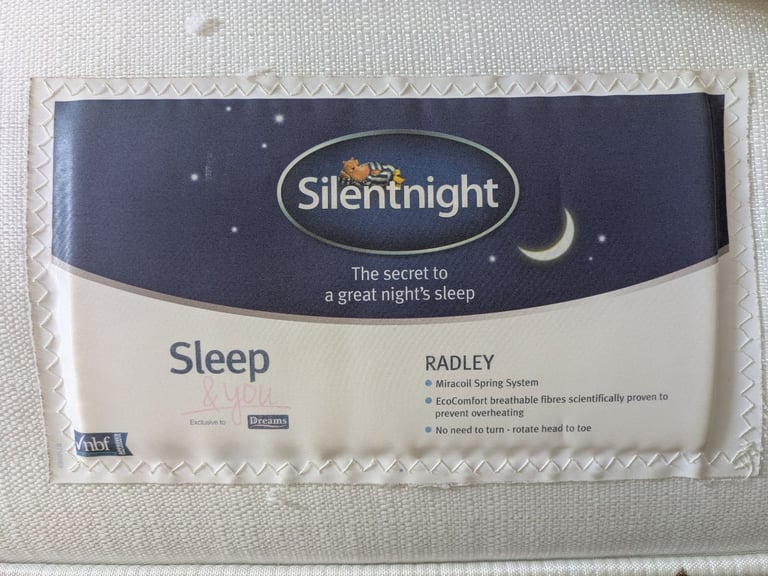 Silentnight
The secret to
a great night's sleep
Sleep
& you
Exclusive to Dreams
RADLEY
Miracoil Spring System
EcoComfort breathable fibres scientifically proven to
prevent overheating
No need to turn - rotate head to toe
nbf